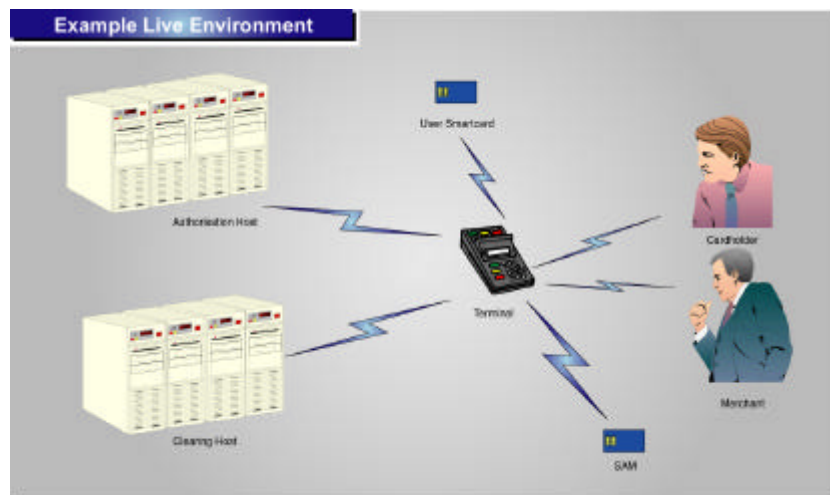 Example Live Environment
User Smartcard
Authorisation Host
Cardholder
Terminal
Merchant
Clearing Host
SAM